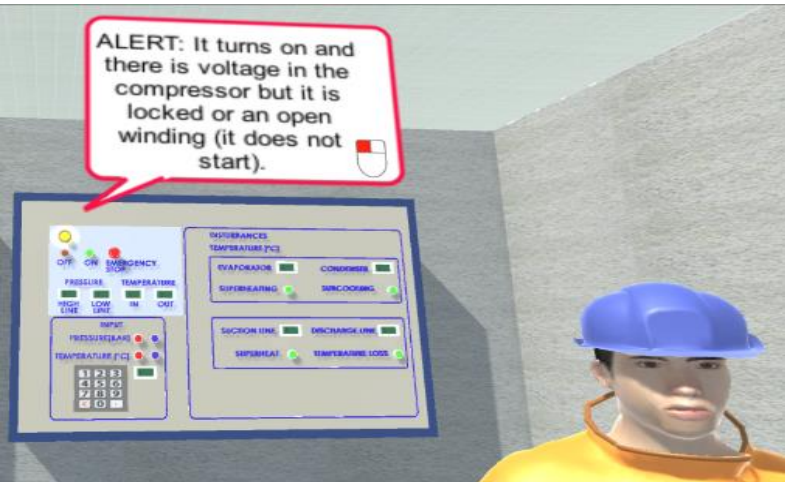 ALERT: It turns on and
there is voltage in the
compressor but it is
locked or an open
winding (it does not
start).
OFF ON EMERGENCY
STOP
PRESSURE TEMPERATURE
HIGH LINE LOW LINE IN OUT
INPUT
PRESSURE[BAR]
TEMPERATURE [°C]
1 2 3
4 5 6
7 8 9
0
DISTURBANCES
TEMPERATURE [°C]
EVAPORATOR CONDENSER
SUPERHEATING SUBCOOLING
SUCTION LINE DISCHARGE LINE
SUPERHEAT TEMPERATURE LOSS